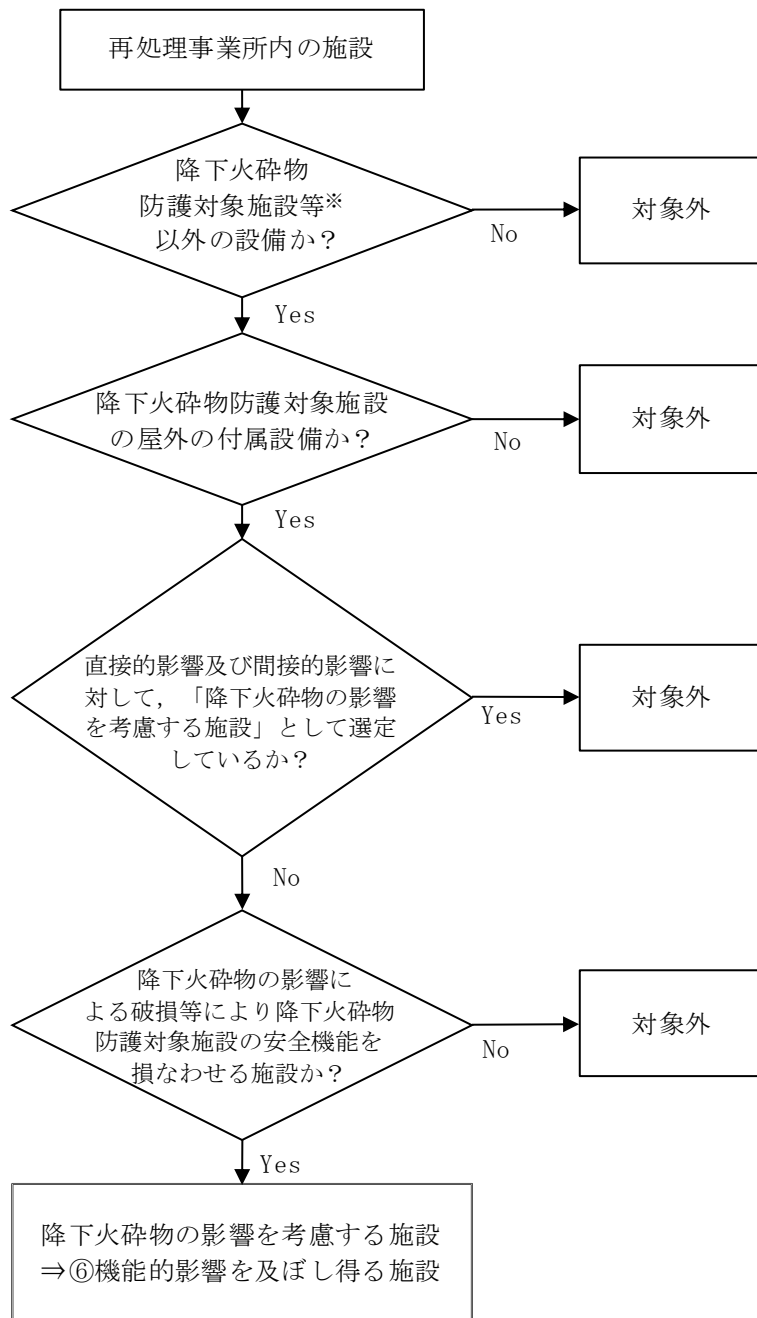 再処理事業所内の施設
降下火砕物
防護対象施設等※
以外の設備か？
No
対象外
Yes
降下火砕物防護対象施設
の屋外の付属設備か？
No
対象外
Yes
直接的影響及び間接的影響に
対して，「降下火砕物の影響
を考慮する施設」として選定
しているか？
Yes
対象外
No
降下火砕物の影響に
よる破損等により降下火砕物
防護対象施設の安全機能を
損なわせる施設か？
No
対象外
Yes
降下火砕物の影響を考慮する施設
⇒⑥機能的影響を及ぼし得る施設